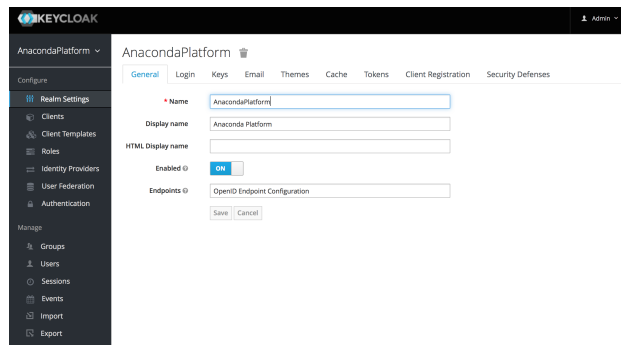 KEYCLOAK
Admin
AnacondaPlatform
Configure
Realm Settings
Clients
Client Templates
Roles
Identity Providers
User Federation
Authentication
Manage
Groups
Users
Sessions
Events
Import
Export
AnacondaPlatform
General Login Keys Email Themes Cache Tokens Client Registration Security Defenses
* Name AnacondaPlatform
Display name Anaconda Platform
HTML Display name
Enabled ON
Endpoints OpenID Endpoint Configuration
Save Cancel